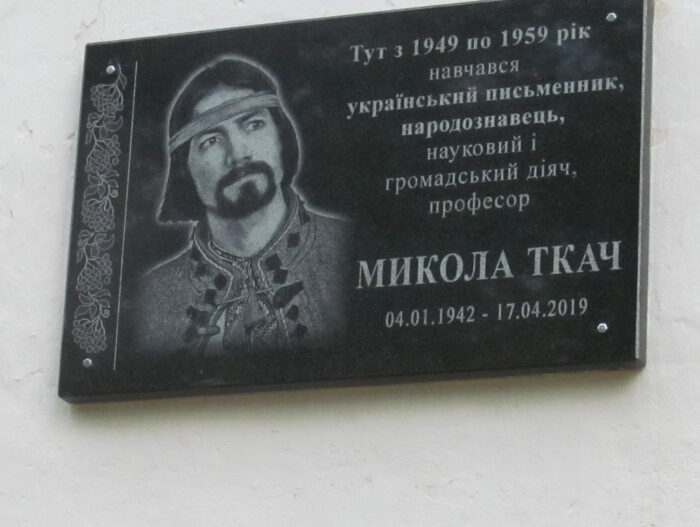 Тут з 1949 по 1959 рік
навчався
український письменник,
народознавець,
науковий і
громадський діяч,
професор
МИКОЛА ТКАЧ
04.01.1942 - 17.04.2019